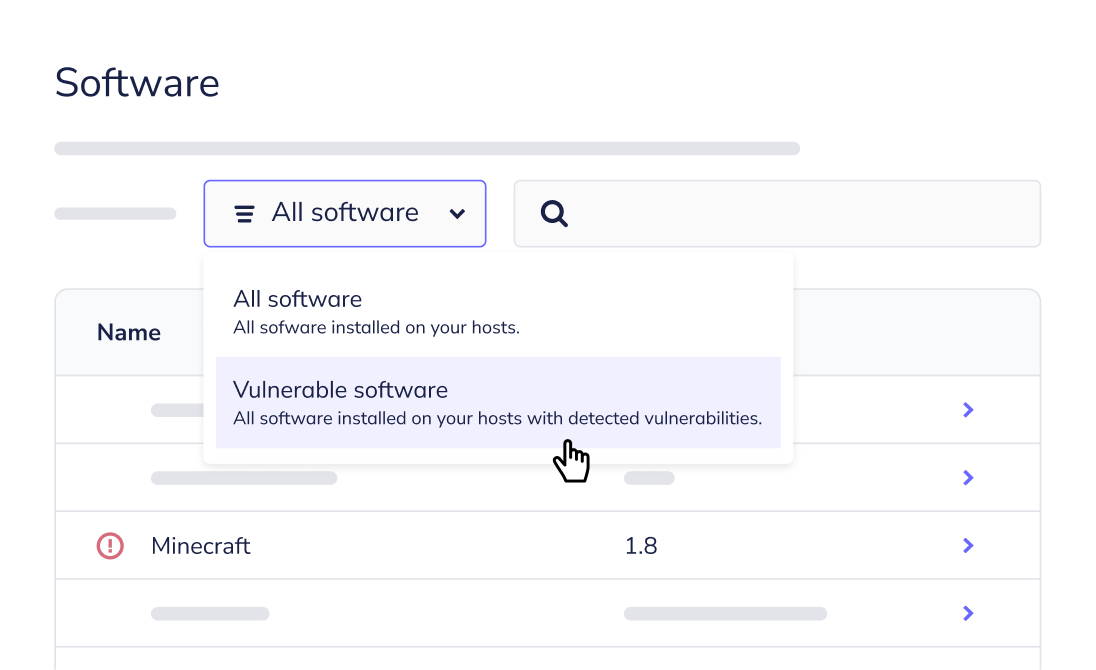 Software
All software
All software
All sofware installed on your hosts.
Name
Vulnerable software
All software installed on your hosts with detected vulnerabilities.
Minecraft 1.8